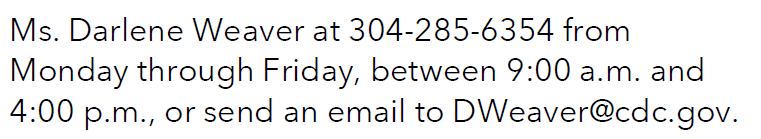 Ms. Darlene Weaver at 304-285-6354 from
Monday through Friday, between 9:00 a.m. and
4:00 p.m., or send an email to DWeaver@cdc.gov.